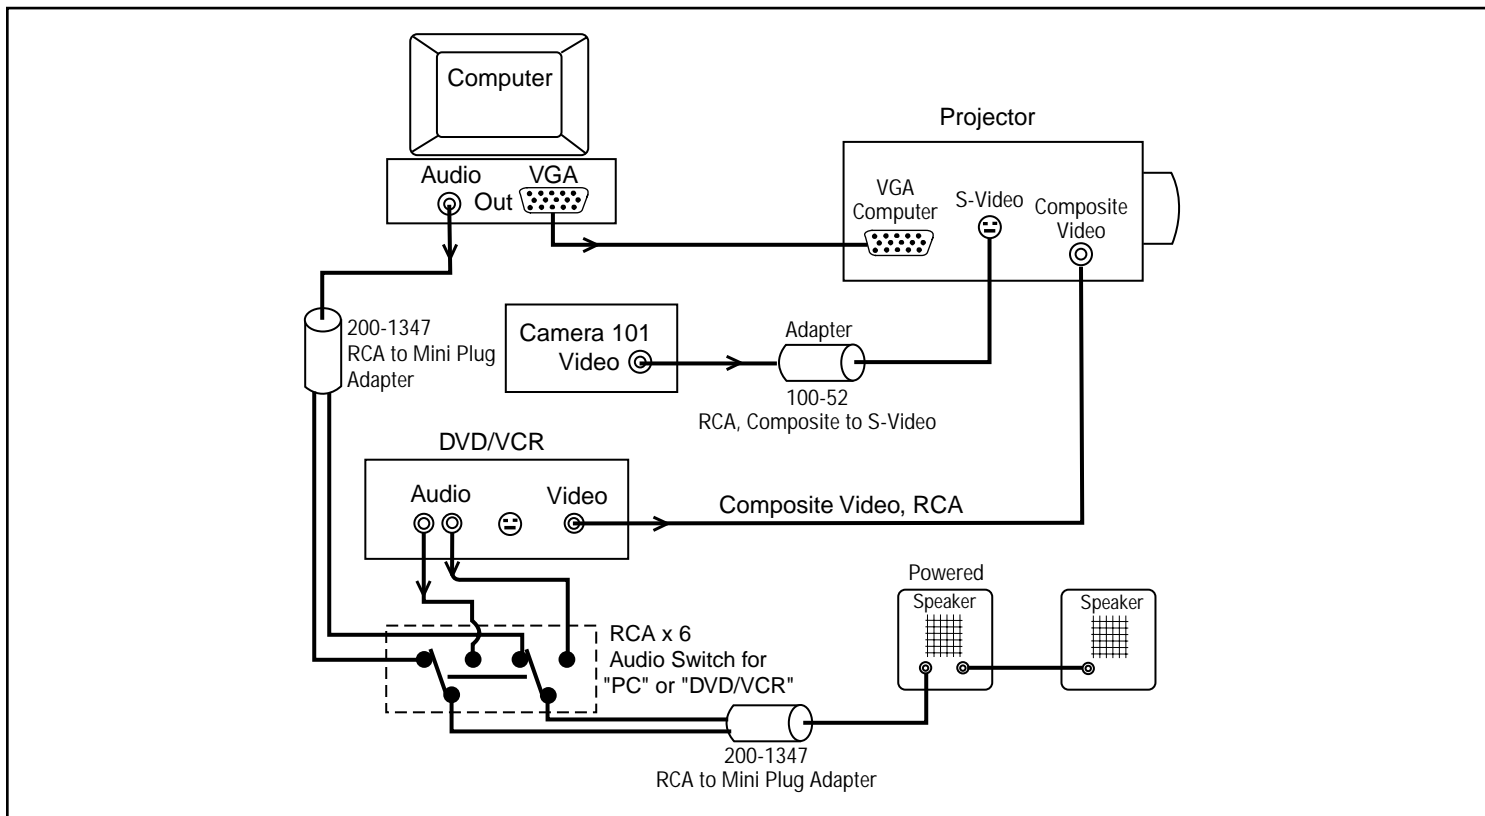 Computer
Audio
VGA
Out
Projector
VGA
Computer
S-Video
Composite
Video
200-1347
RCA to Mini Plug
Adapter
Camera 101
Video
Adapter
100-52
RCA, Composite to S-Video
DVD/VCR
Audio
Video
Composite Video, RCA
RCA x 6
Audio Switch for
"PC" or "DVD/VCR"
Powered
Speaker
Speaker
200-1347
RCA to Mini Plug Adapter